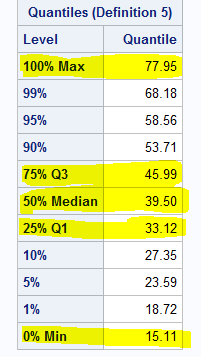 Quantiles (Definition 5)
Level Quantile
100% Max 77.95
99% 68.18
95% 58.56
90% 53.71
75% Q3 45.99
50% Median 39.50
25% Q1 33.12
10% 27.35
5% 23.59
1% 18.72
0% Min 15.11